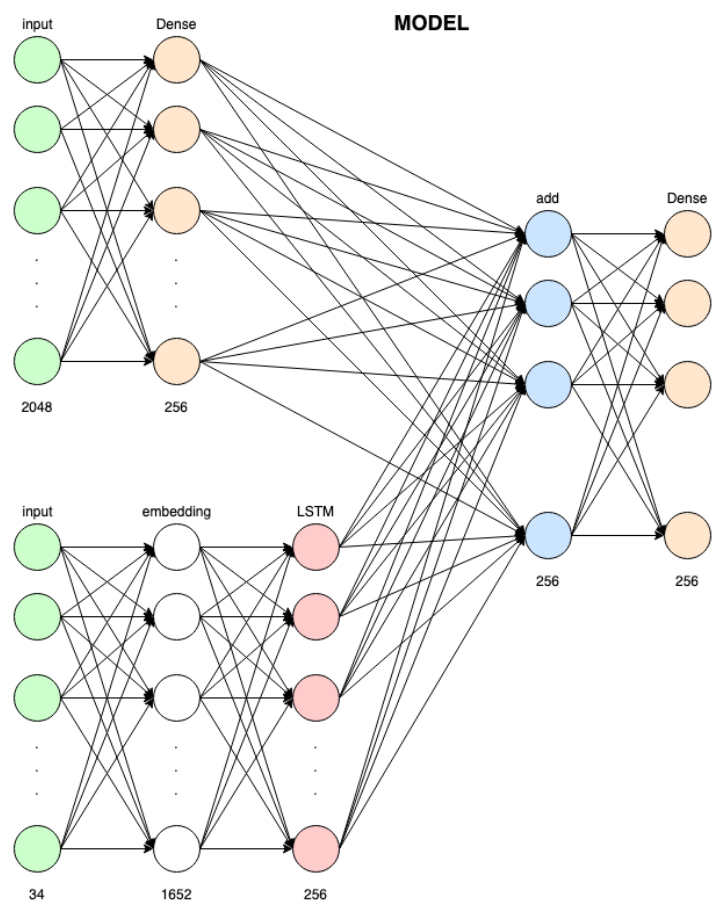 MODEL
input
Dense
2048
256
add
Dense
256
256
input
embedding
LSTM
34
1652
256